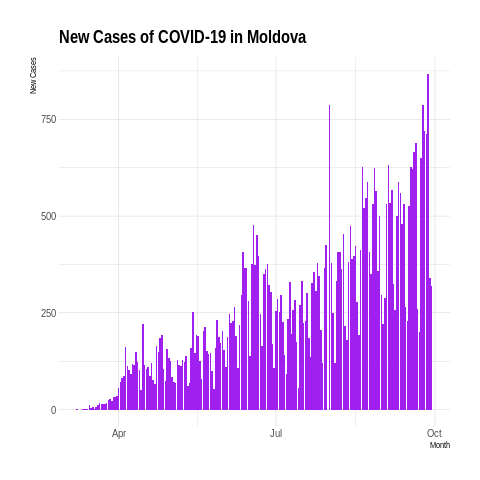 New Cases of COVID-19 in Moldova
New Cases
750
500
250
0
Apr
Jul
Oct
Month